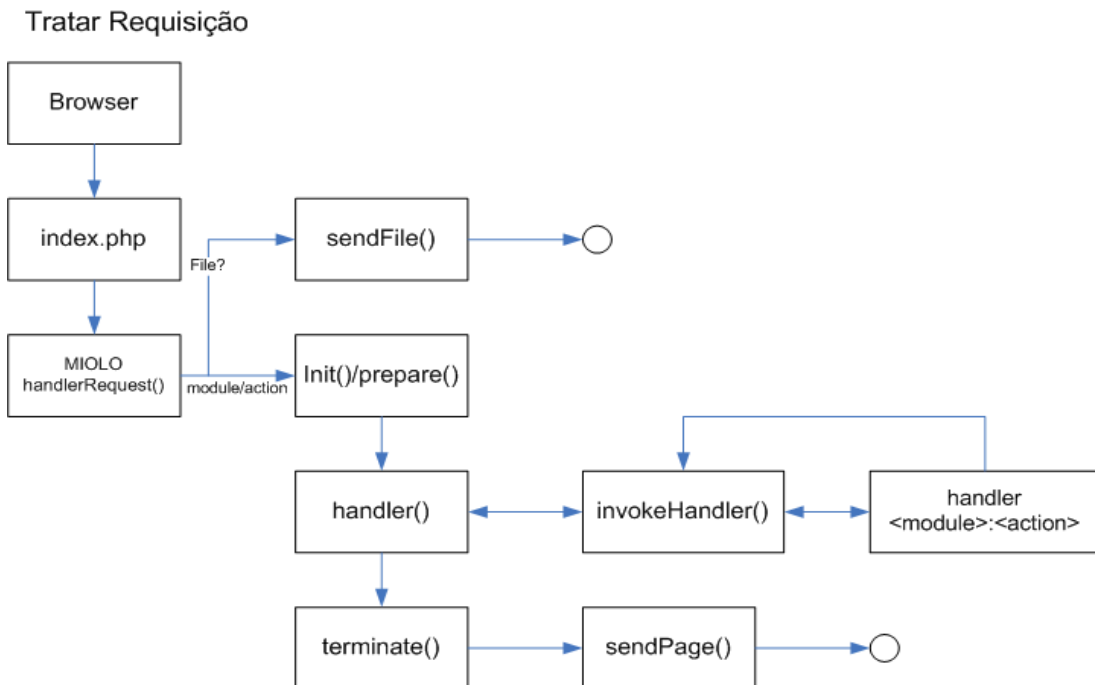 Tratar Requisição
Browser
index.php
sendFile()
File?
MIOLO
handlerRequest()
module/action
Init()/prepare()
handler()
invokeHandler()
handler
<module>:<action>
terminate()
sendPage()